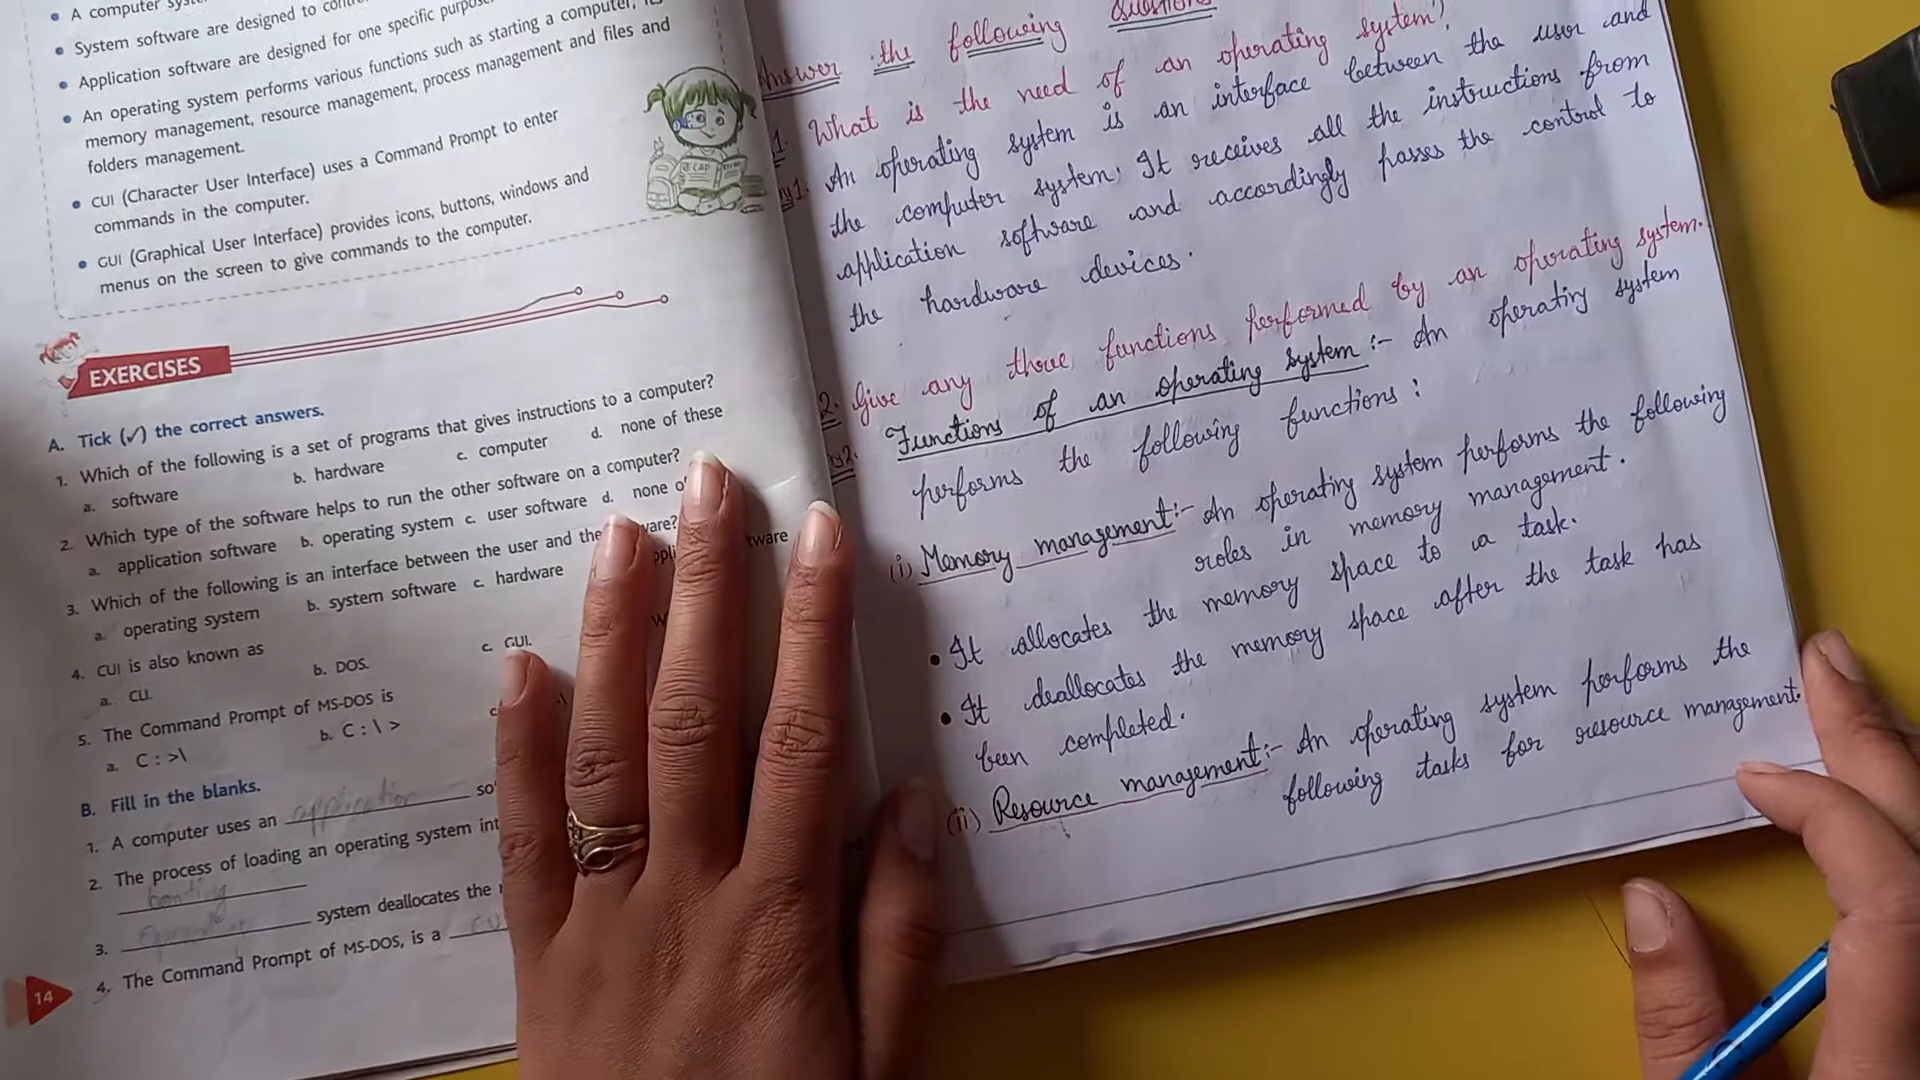 • A computer
• System software are designed to
• Application software are designed for one specific purpose
• An operating system performs various functions such as starting a computer,
memory management, resource management, process management and files and
folders management.
• CUI (Character User Interface) uses a Command Prompt to enter
commands in the computer.
• GUI (Graphical User Interface) provides icons, buttons, windows and
menus on the screen to give commands to the computer.
EXERCISES
A. Tick (✓) the correct answers.
1. Which of the following is a set of programs that gives instructions to a computer?
a. software b. hardware c. computer d. none of these
2. Which type of the software helps to run the other software on a computer?
a. application software b. operating system c. user software d. none
3. Which of the following is an interface between the user and the
a. operating system b. system software c. hardware
4. CUI is also known as
a. CLI. b. DOS. c. GUI.
5. The Command Prompt of MS-DOS is
a. C : >\ b. C : \ >
B. Fill in the blanks.
1. A computer uses an application
2. The process of loading an operating system
booting
3. system deallocates the
4. The Command Prompt of MS-DOS, is a
14
Answer the following Questions
1. What is the need of an operating system?
An operating system is an interface between the user and
the computer system. It receives all the instructions from
application software and accordingly passes the control to
the hardware devices.
2. Give any three functions performed by an operating system.
Functions of an operating system :- An operating system
performs the following functions :
(i) Memory management :- An operating system performs the following
roles in memory management.
• It allocates the memory space to a task.
• It deallocates the memory space after the task has
been completed.
(ii) Resource management :- An operating system performs the
following tasks for resource management.